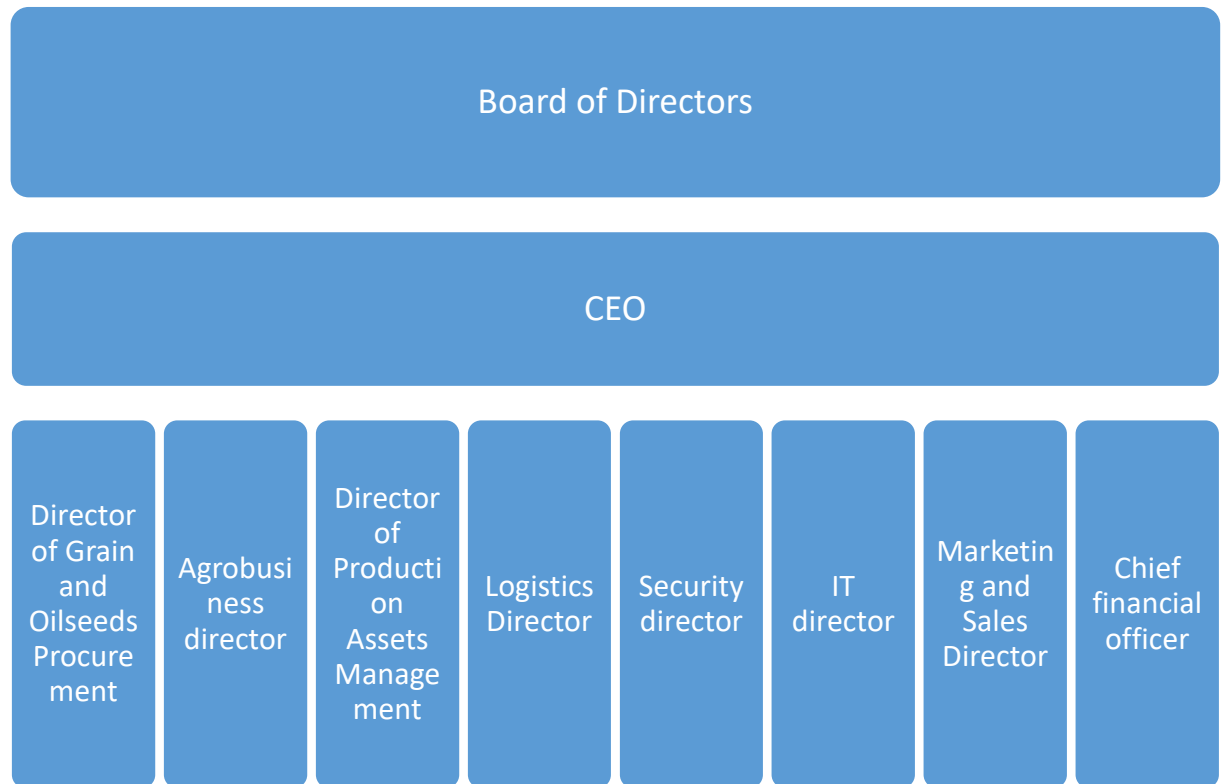 Board of Directors
CEO
Director
of Grain
and
Oilseeds
Procure
ment
Agrobusi
ness
director
Director
of
Producti
on
Assets
Manage
ment
Logistics
Director
Security
director
IT
director
Marketin
g and
Sales
Director
Chief
financial
officer